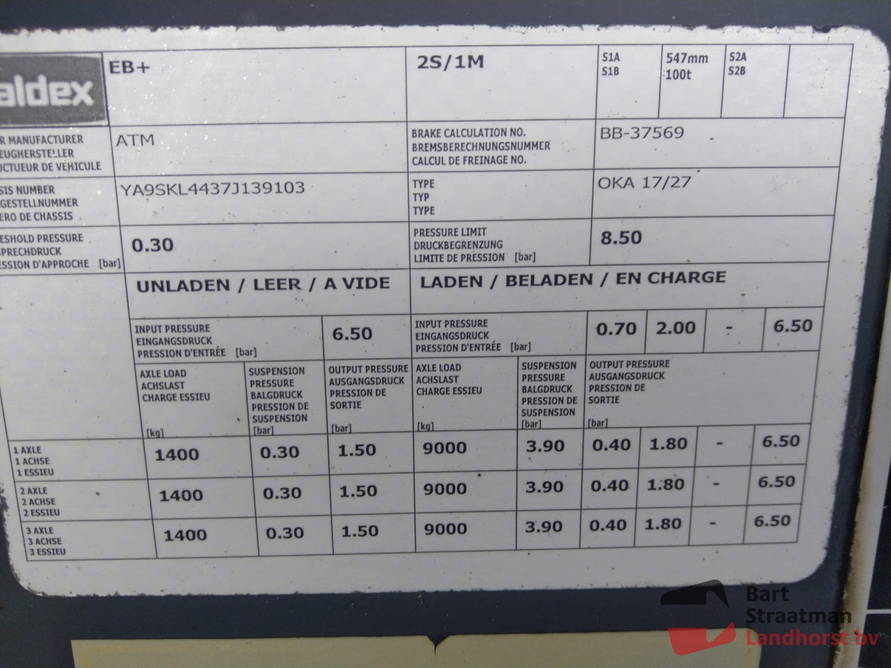 aldex
EB+
2S/1M
S1A
S1B
547mm
100t
S2A
S2B
R MANUFACTURER
EUGHERSTELLER
UCTUEUR DE VÉHICULE
ATM
BRAKE CALCULATION NO.
BREMSBERECHNUNGSNUMMER
CALCUL DE FREINAGE NO.
BB-37569
SIS NUMBER
GESTELLNUMMER
ERO DE CHASSIS
YA9SKL4437J139103
TYPE
TYP
TYPE
OKA 17/27
ESHOLD PRESSURE
SPRECHDRUCK
ESSION D'APPROCHE [bar]
0.30
PRESSURE LIMIT
DRUCKBEGRENZUNG
LIMITE DE PRESSION [bar]
8.50
UNLADEN / LEER / A VIDE
LADEN / BELADEN / EN CHARGE
INPUT PRESSURE
EINGANGSDRUCK
PRESSION D'ENTRÉE [bar]
6.50
INPUT PRESSURE
EINGANGSDRUCK
PRESSION D'ENTRÉE [bar]
0.70 2.00 - 6.50
AXLE LOAD
ACHSLAST
CHARGE ESSIEU
[kg]
SUSPENSION
PRESSURE
BALGDRUCK
PRESSION DE
SUSPENSION
[bar]
OUTPUT PRESSURE
AUSGANGSDRUCK
PRESSION DE
SORTIE
[bar]
AXLE LOAD
ACHSLAST
CHARGE ESSIEU
[kg]
SUSPENSION
PRESSURE
BALGDRUCK
PRESSION DE
SUSPENSION
[bar]
OUTPUT PRESSURE
AUSGANGSDRUCK
PRESSION DE
SORTIE
[bar]
1 AXLE
1 ACHSE
1 ESSIEU
1400 0.30 1.50 9000 3.90 0.40 1.80 - 6.50
2 AXLE
2 ACHSE
2 ESSIEU
1400 0.30 1.50 9000 3.90 0.40 1.80 - 6.50
3 AXLE
3 ACHSE
3 ESSIEU
1400 0.30 1.50 9000 3.90 0.40 1.80 - 6.50
Bart
Straatman
Landhorst bv